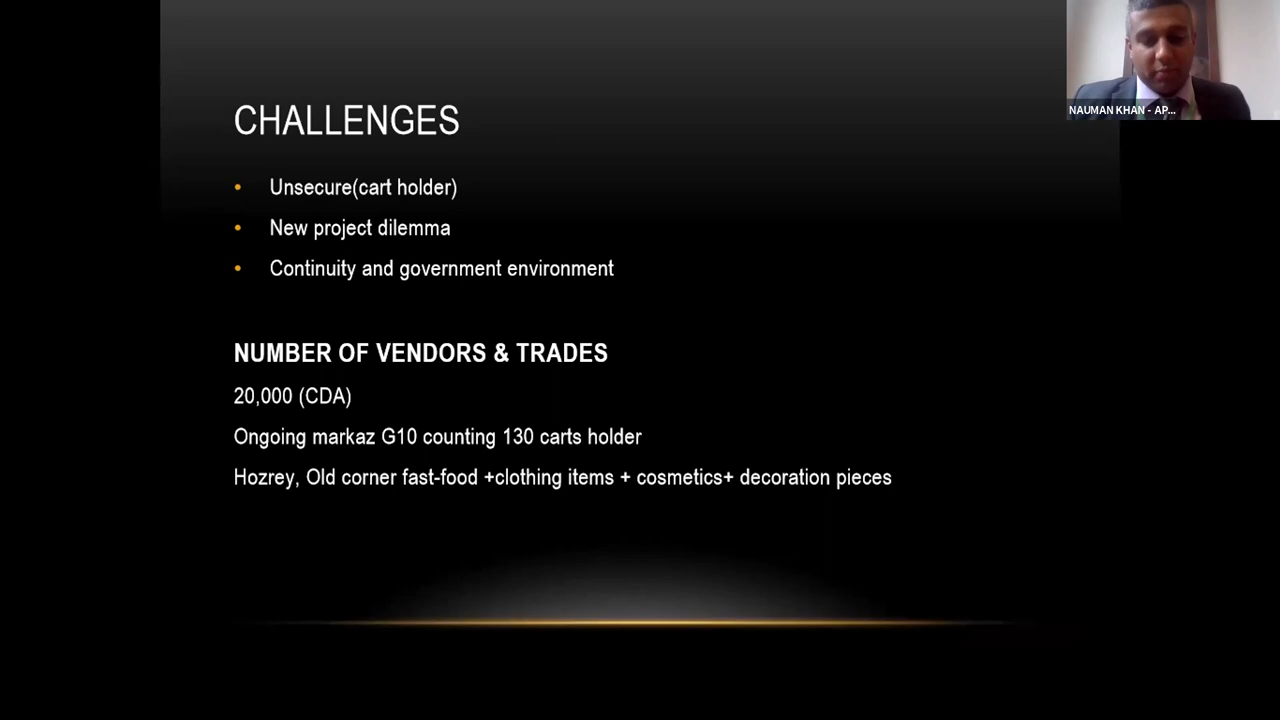 NAUMAN KHAN - AP...
CHALLENGES
• Unsecure(cart holder)
• New project dilemma
• Continuity and government environment
NUMBER OF VENDORS & TRADES
20,000 (CDA)
Ongoing markaz G10 counting 130 carts holder
Hozrey, Old corner fast-food +clothing items + cosmetics+ decoration pieces